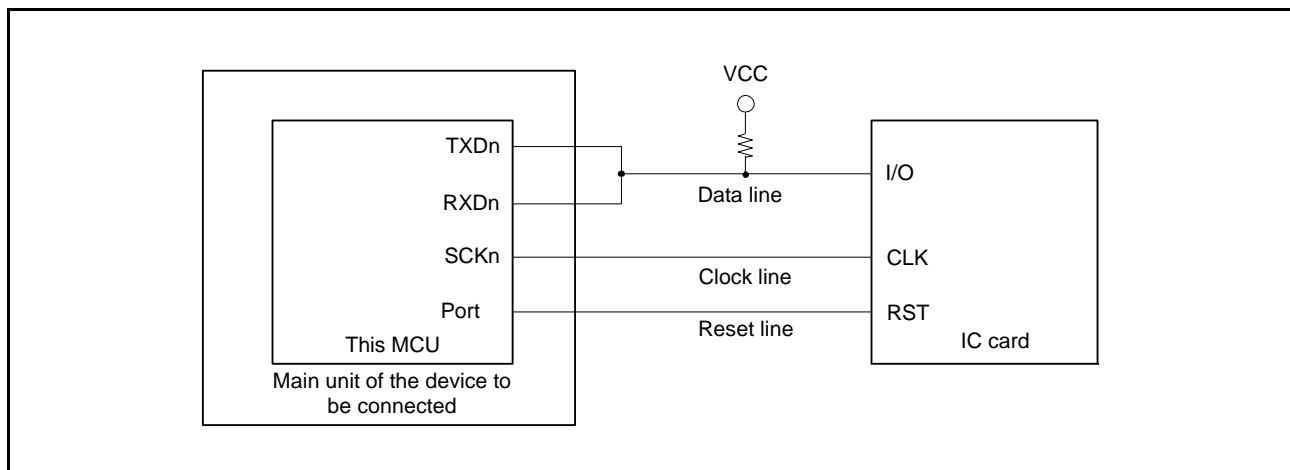 VCC
TXDn
I/O
RXDn
Data line
SCKn
CLK
Clock line
Port
RST
Reset line
This MCU
IC card
Main unit of the device to
be connected